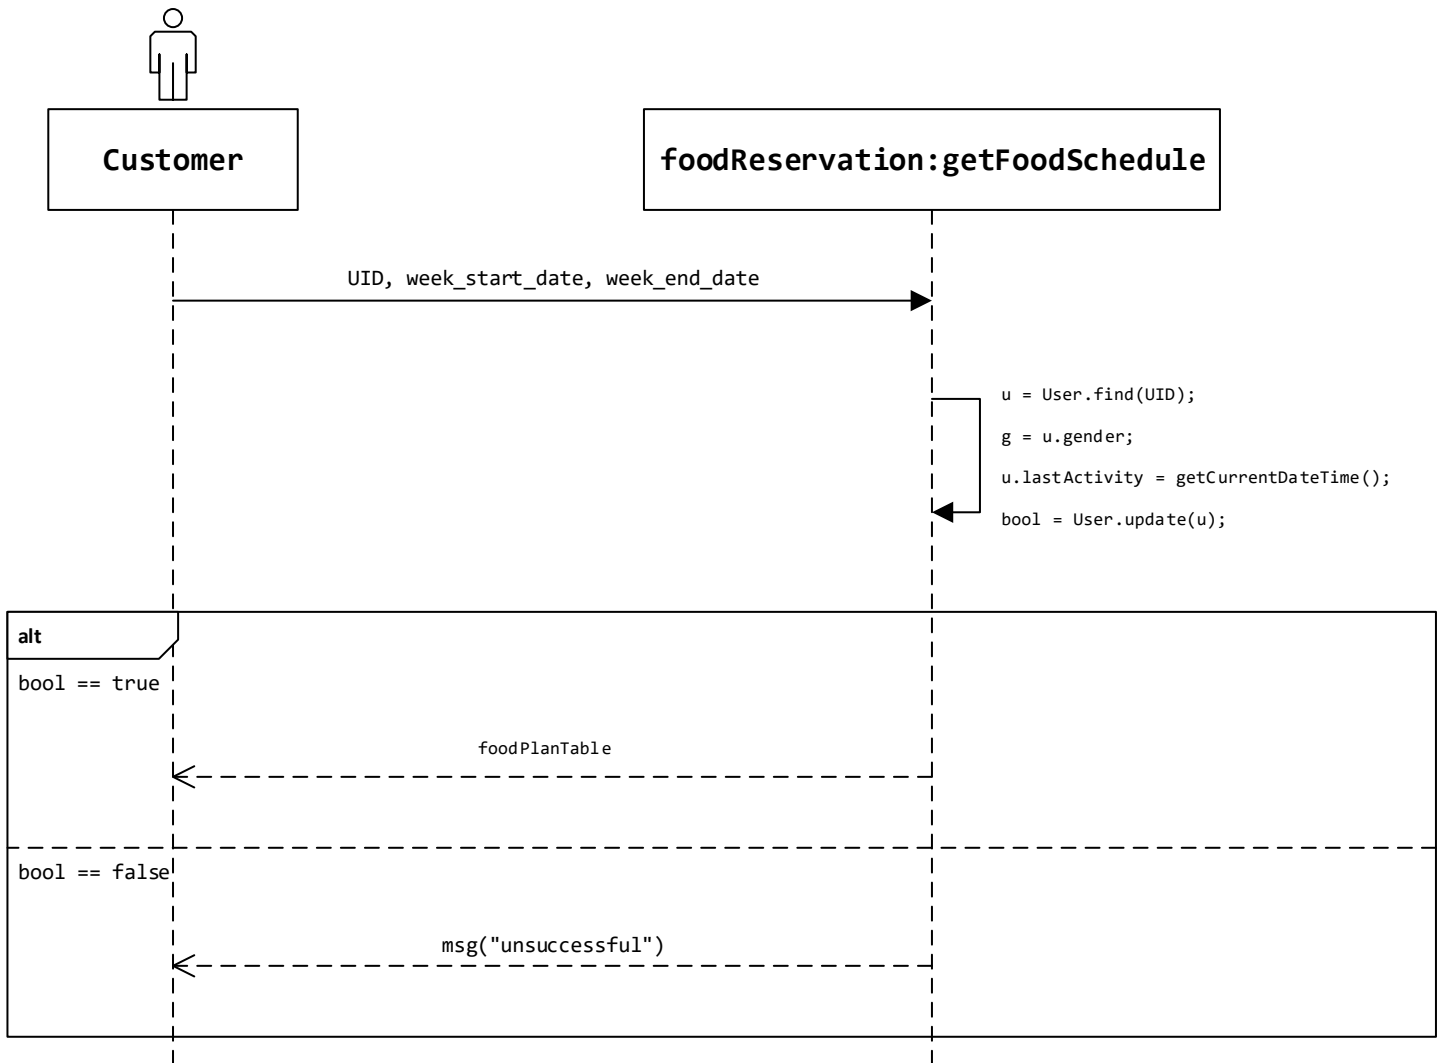 Customer
foodReservation:getFoodSchedule
UID, week_start_date, week_end_date
u = User.find(UID);
g = u.gender;
u.lastActivity = getCurrentDateTime();
bool = User.update(u);
alt
bool == true
foodPlanTable
bool == false
msg("unsuccessful")